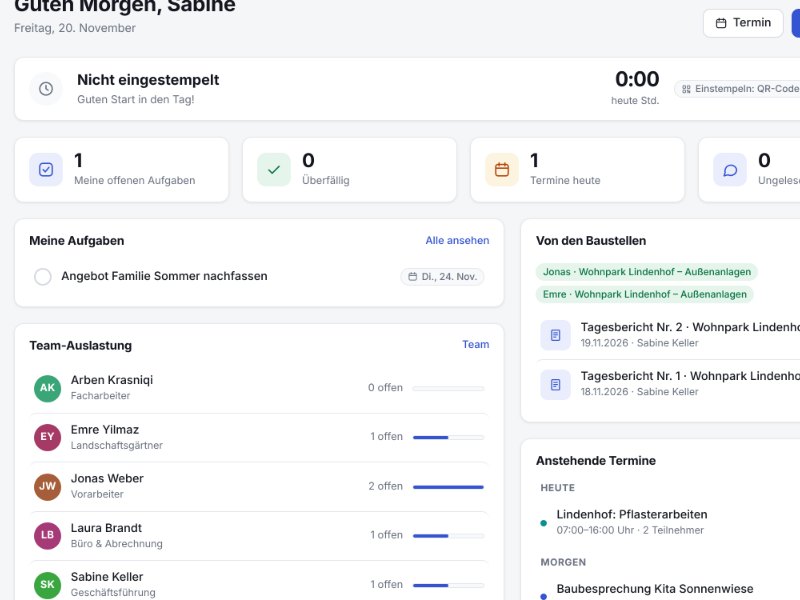 Guten Morgen, Sabine
Freitag, 20. November
Termin
Nicht eingestempelt
Guten Start in den Tag!
0:00
heute Std.
Einstempeln: QR-Code
1
Meine offenen Aufgaben
0
Überfällig
1
Termine heute
0
Meine Aufgaben
Alle ansehen
Angebot Familie Sommer nachfassen
Di., 24. Nov.
Team-Auslastung
Team
AK
Arben Krasniqi
Facharbeiter
0 offen
EY
Emre Yilmaz
Landschaftsgärtner
1 offen
JW
Jonas Weber
Vorarbeiter
2 offen
LB
Laura Brandt
Büro & Abrechnung
1 offen
SK
Sabine Keller
Geschäftsführung
1 offen
Von den Baustellen
Jonas · Wohnpark Lindenhof – Außenanlagen
Emre · Wohnpark Lindenhof – Außenanlagen
Tagesbericht Nr. 2 · Wohnpark Lindenho
19.11.2026 · Sabine Keller
Tagesbericht Nr. 1 · Wohnpark Lindenho
18.11.2026 · Sabine Keller
Anstehende Termine
HEUTE
Lindenhof: Pflasterarbeiten
07:00–16:00 Uhr · 2 Teilnehmer
MORGEN
Baubesprechung Kita Sonnenwiese